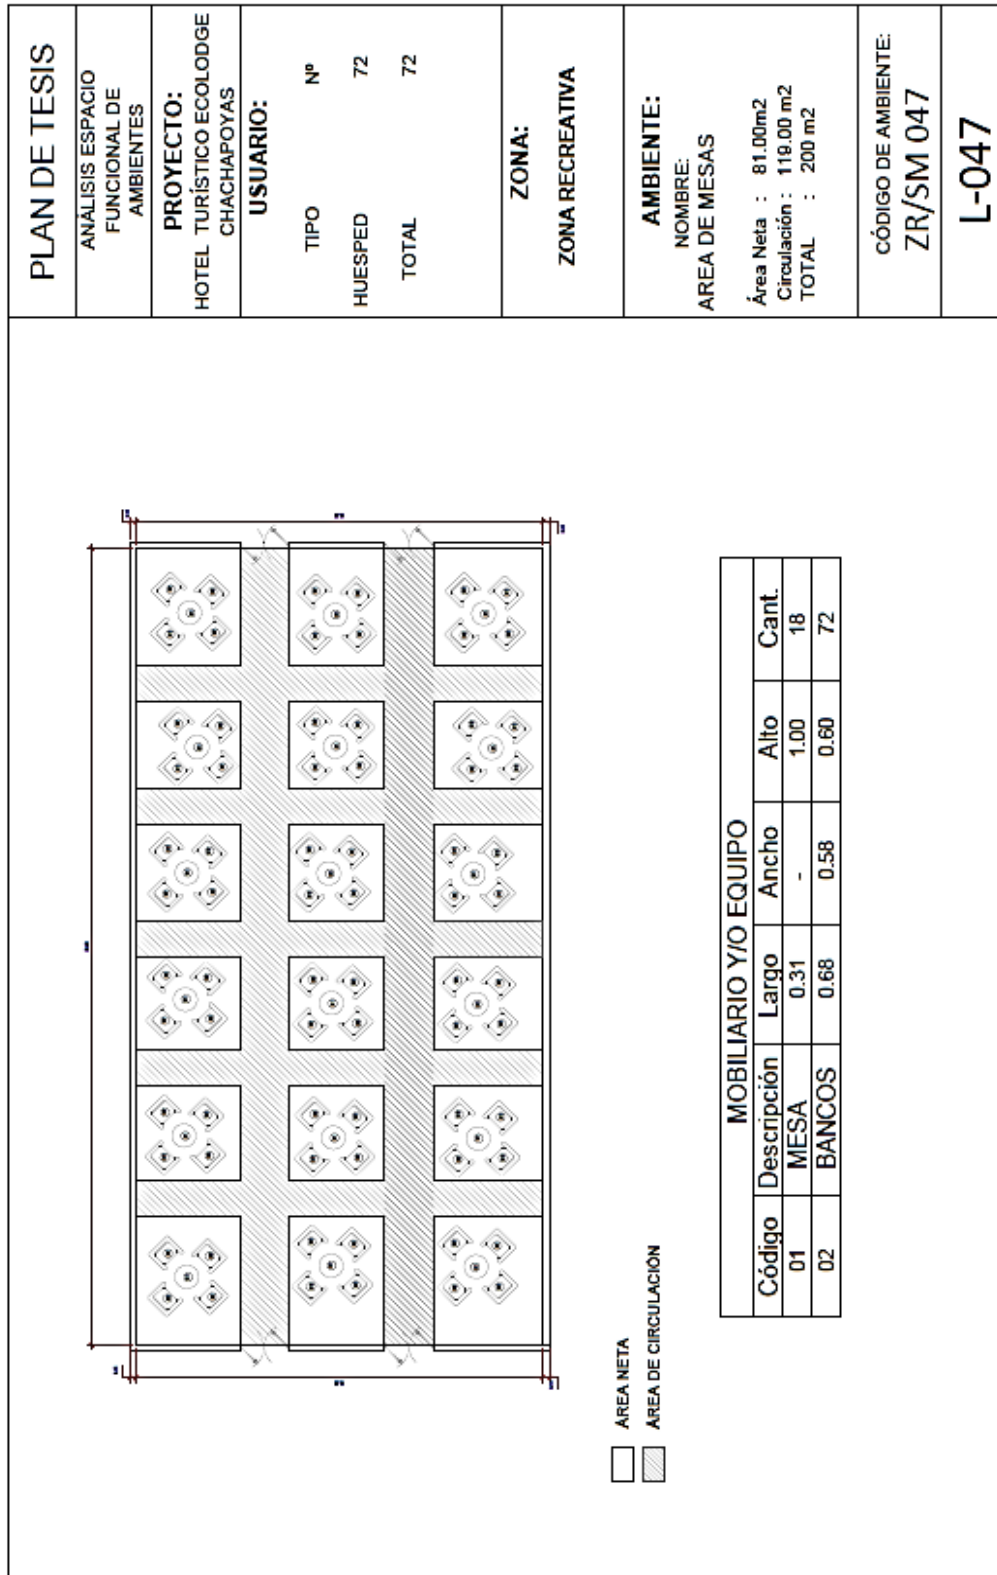 PLAN DE TESIS
ANÁLISIS ESPACIO
FUNCIONAL DE
AMBIENTES
PROYECTO:
HOTEL TURÍSTICO ECOLODGE
CHACHAPOYAS
USUARIO:
TIPO Nº
HUESPED 72
TOTAL 72
ZONA:
ZONA RECREATIVA
AMBIENTE:
NOMBRE:
AREA DE MESAS
Área Neta : 81.00m2
Circulación : 119.00 m2
TOTAL : 200 m2
CÓDIGO DE AMBIENTE:
ZR/SM 047
L-047
ÁREA NETA
ÁREA DE CIRCULACIÓN
MOBILIARIO Y/O EQUIPO
Código Descripción Largo Ancho Alto Cant.
01 MESA 0.31 - 1.00 18
02 BANCOS 0.68 0.58 0.60 72